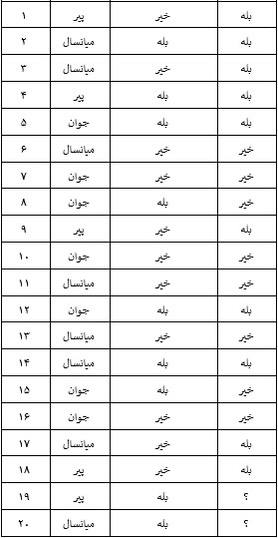 ۱ پیر خیر بله
۲ میانسال بله بله
۳ میانسال خیر بله
۴ پیر بله بله
۵ جوان بله بله
۶ میانسال خیر خیر
۷ جوان خیر خیر
۸ جوان بله خیر
۹ پیر خیر بله
۱۰ جوان خیر خیر
۱۱ میانسال خیر خیر
۱۲ جوان بله بله
۱۳ میانسال خیر خیر
۱۴ میانسال بله بله
۱۵ جوان بله خیر
۱۶ جوان خیر خیر
۱۷ میانسال خیر بله
۱۸ پیر خیر بله
۱۹ پیر بله ؟
۲۰ میانسال بله ؟